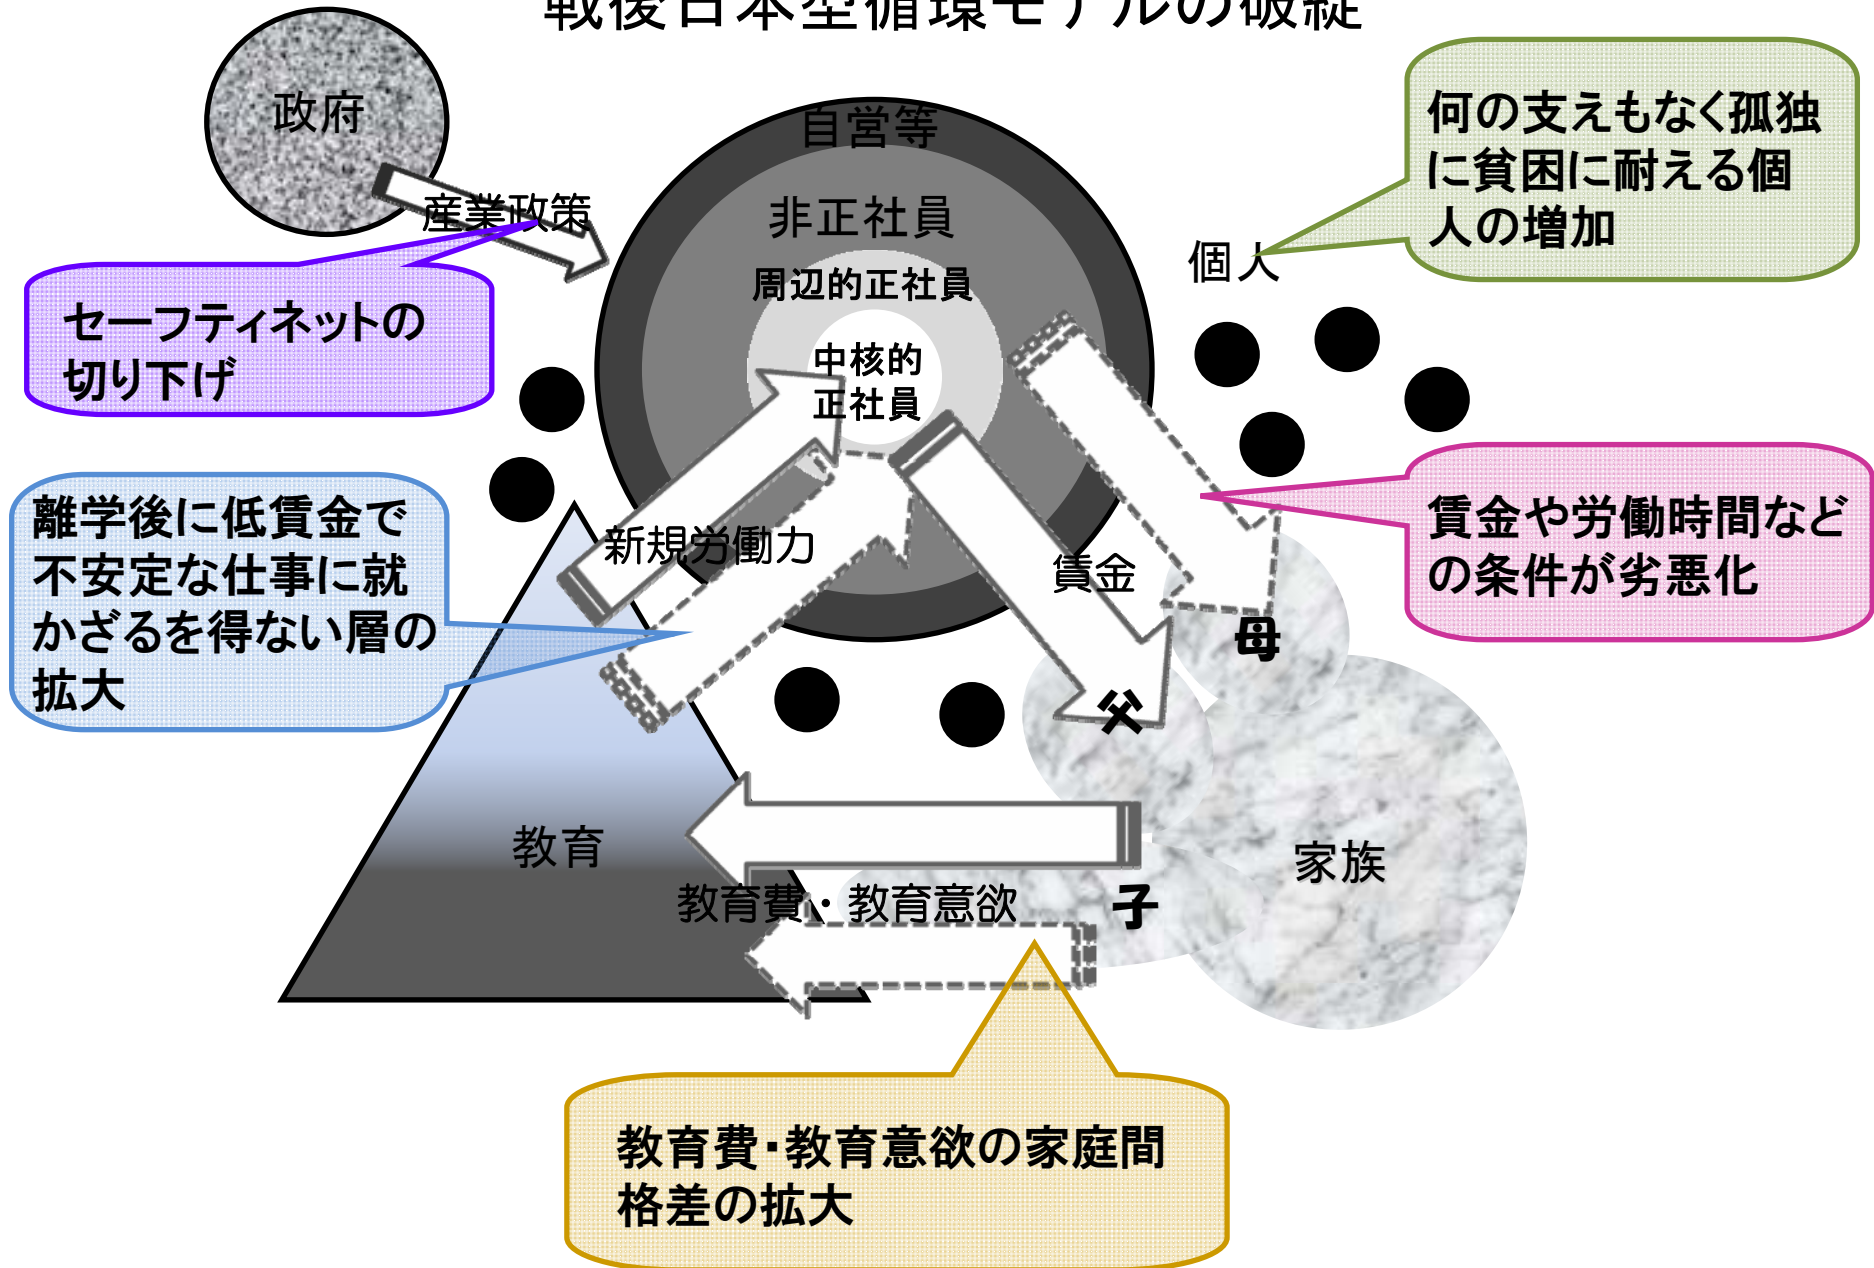 戦後日本型循環モデルの破綻
政府
自営等
何の支えもなく孤独
に貧困に耐える個
人の増加
産業政策
非正社員
個人
周辺的正社員
セーフティネットの
切り下げ
中核的
正社員
離学後に低賃金で
不安定な仕事に就
かざるを得ない層の
拡大
新規労働力
賃金
賃金や労働時間など
の条件が劣悪化
母
父
教育
家族
教育費・教育意欲
子
教育費・教育意欲の家庭間
格差の拡大